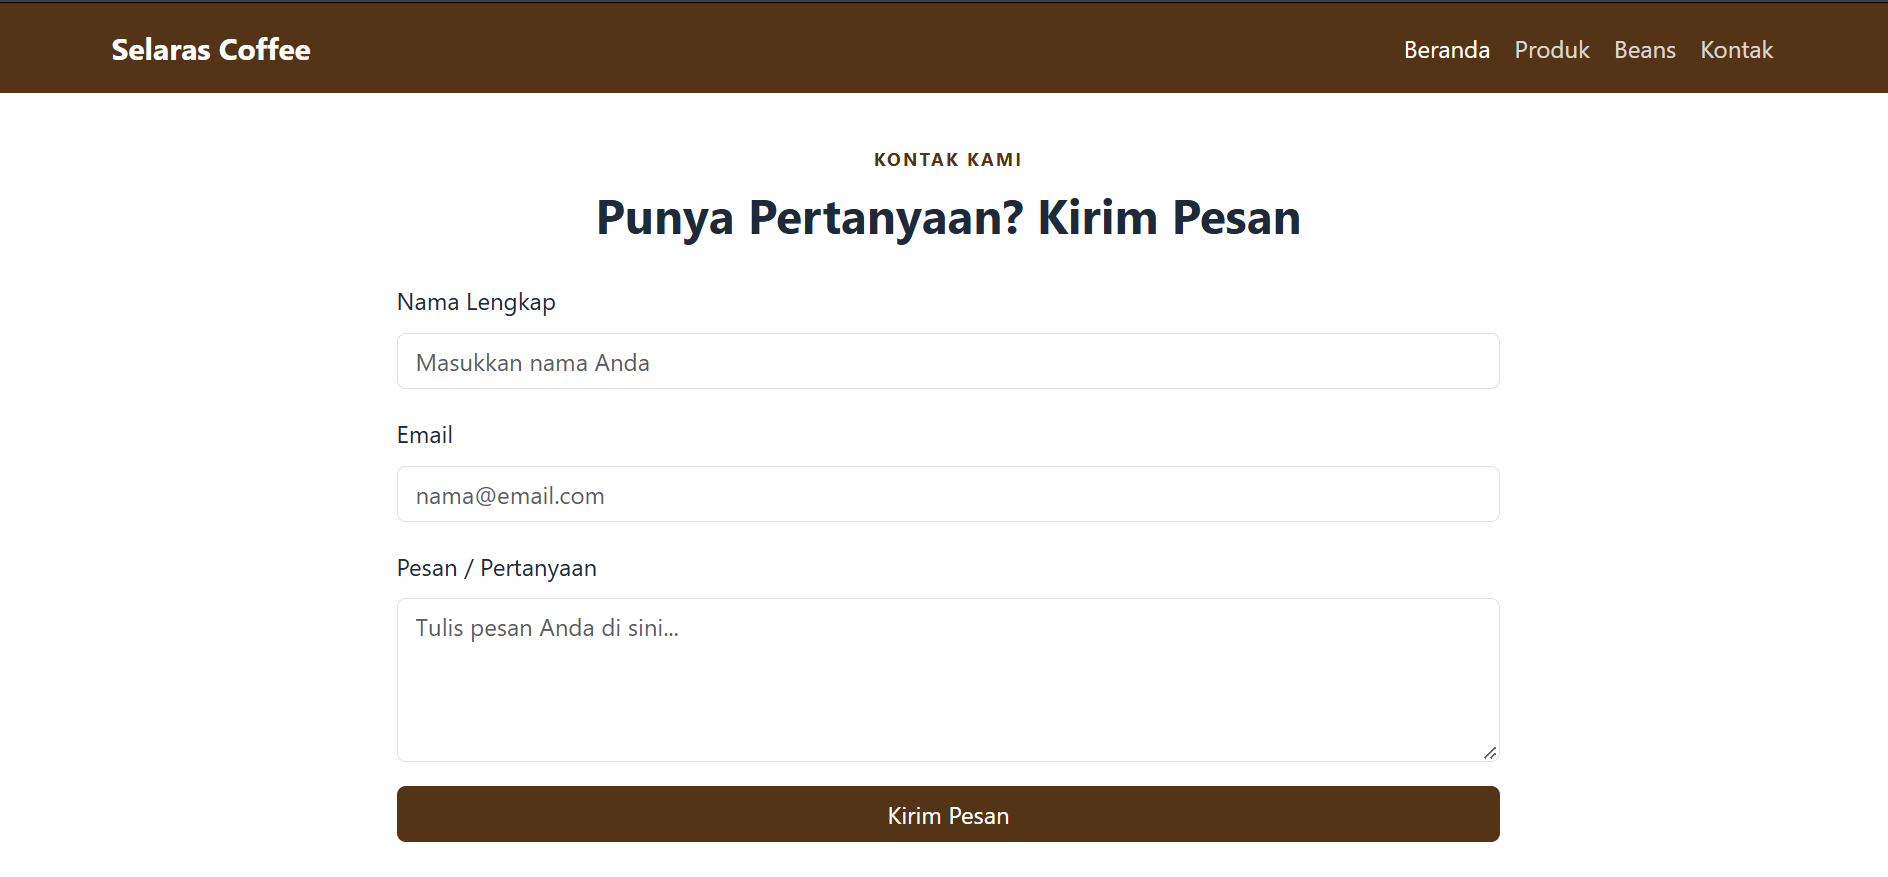 Selaras Coffee
Beranda Produk Beans Kontak
KONTAK KAMI
Punya Pertanyaan? Kirim Pesan
Nama Lengkap
Masukkan nama Anda
Email
nama@email.com
Pesan / Pertanyaan
Tulis pesan Anda di sini...
Kirim Pesan